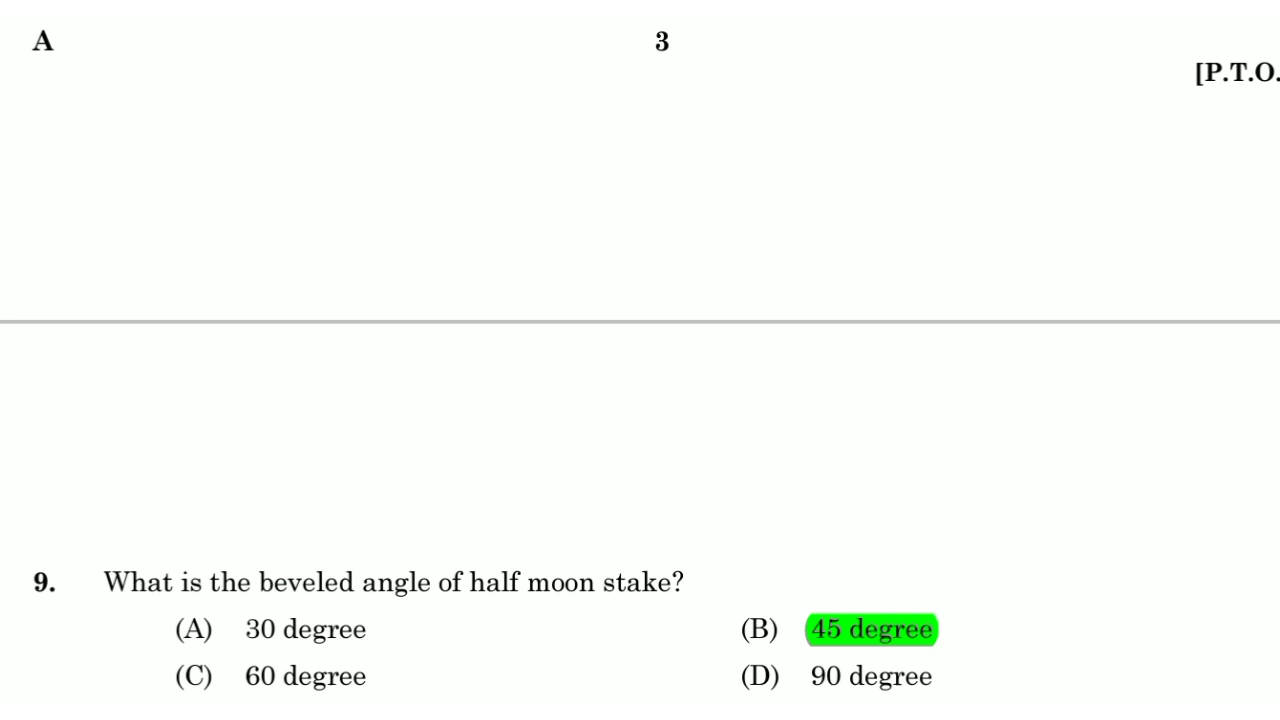 A 3
[P.T.O.
9. What is the beveled angle of half moon stake?
(A) 30 degree (B) 45 degree
(C) 60 degree (D) 90 degree